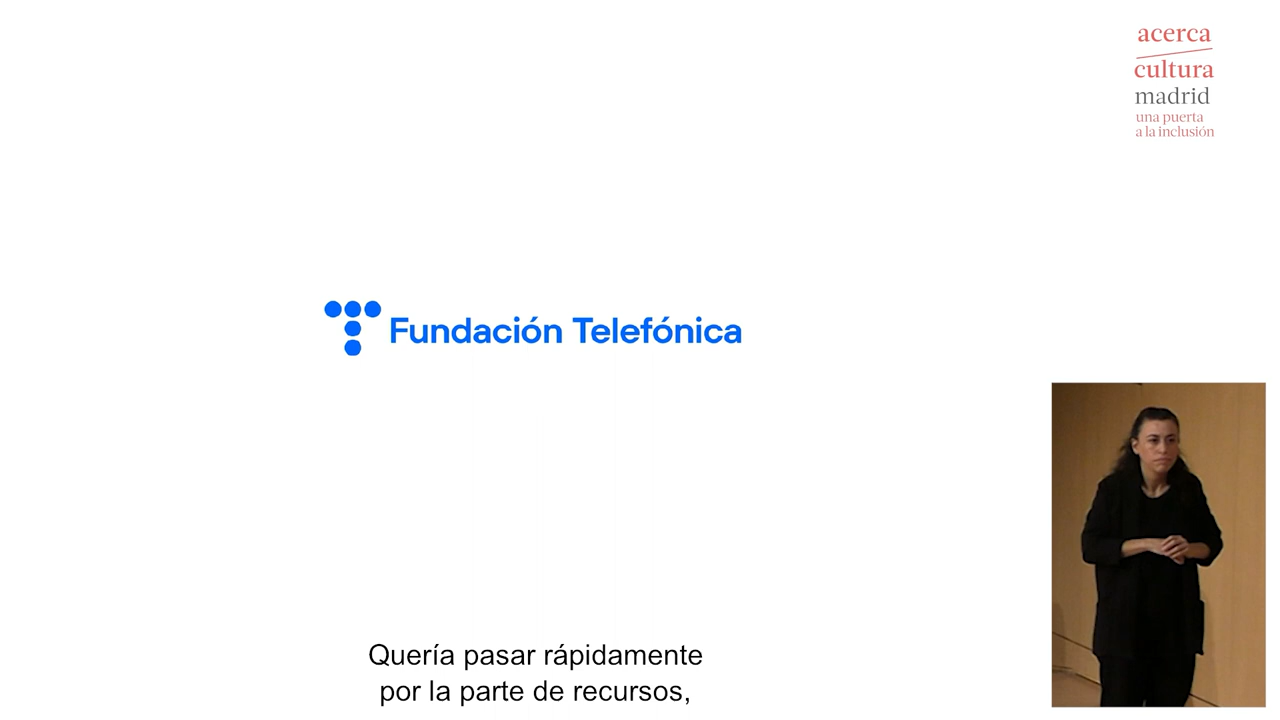 acerca
cultura
madrid
una puerta
a la inclusión
Fundación Telefónica
Quería pasar rápidamente
por la parte de recursos,